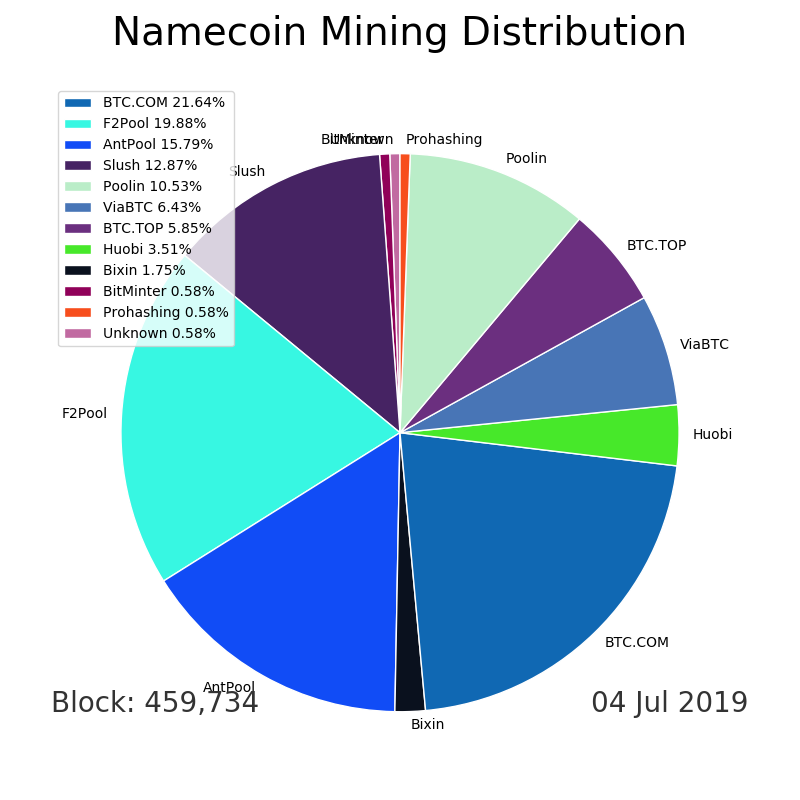 Namecoin Mining Distribution
BTC.COM 21.64%
F2Pool 19.88%
AntPool 15.79%
Slush 12.87%
Poolin 10.53%
ViaBTC 6.43%
BTC.TOP 5.85%
Huobi 3.51%
Bixin 1.75%
BitMinter 0.58%
Prohashing 0.58%
Unknown 0.58%
BitMinter
Unknown
Prohashing
Poolin
Slush
BTC.TOP
ViaBTC
F2Pool
Huobi
BTC.COM
AntPool
Bixin
Block: 459,734
04 Jul 2019